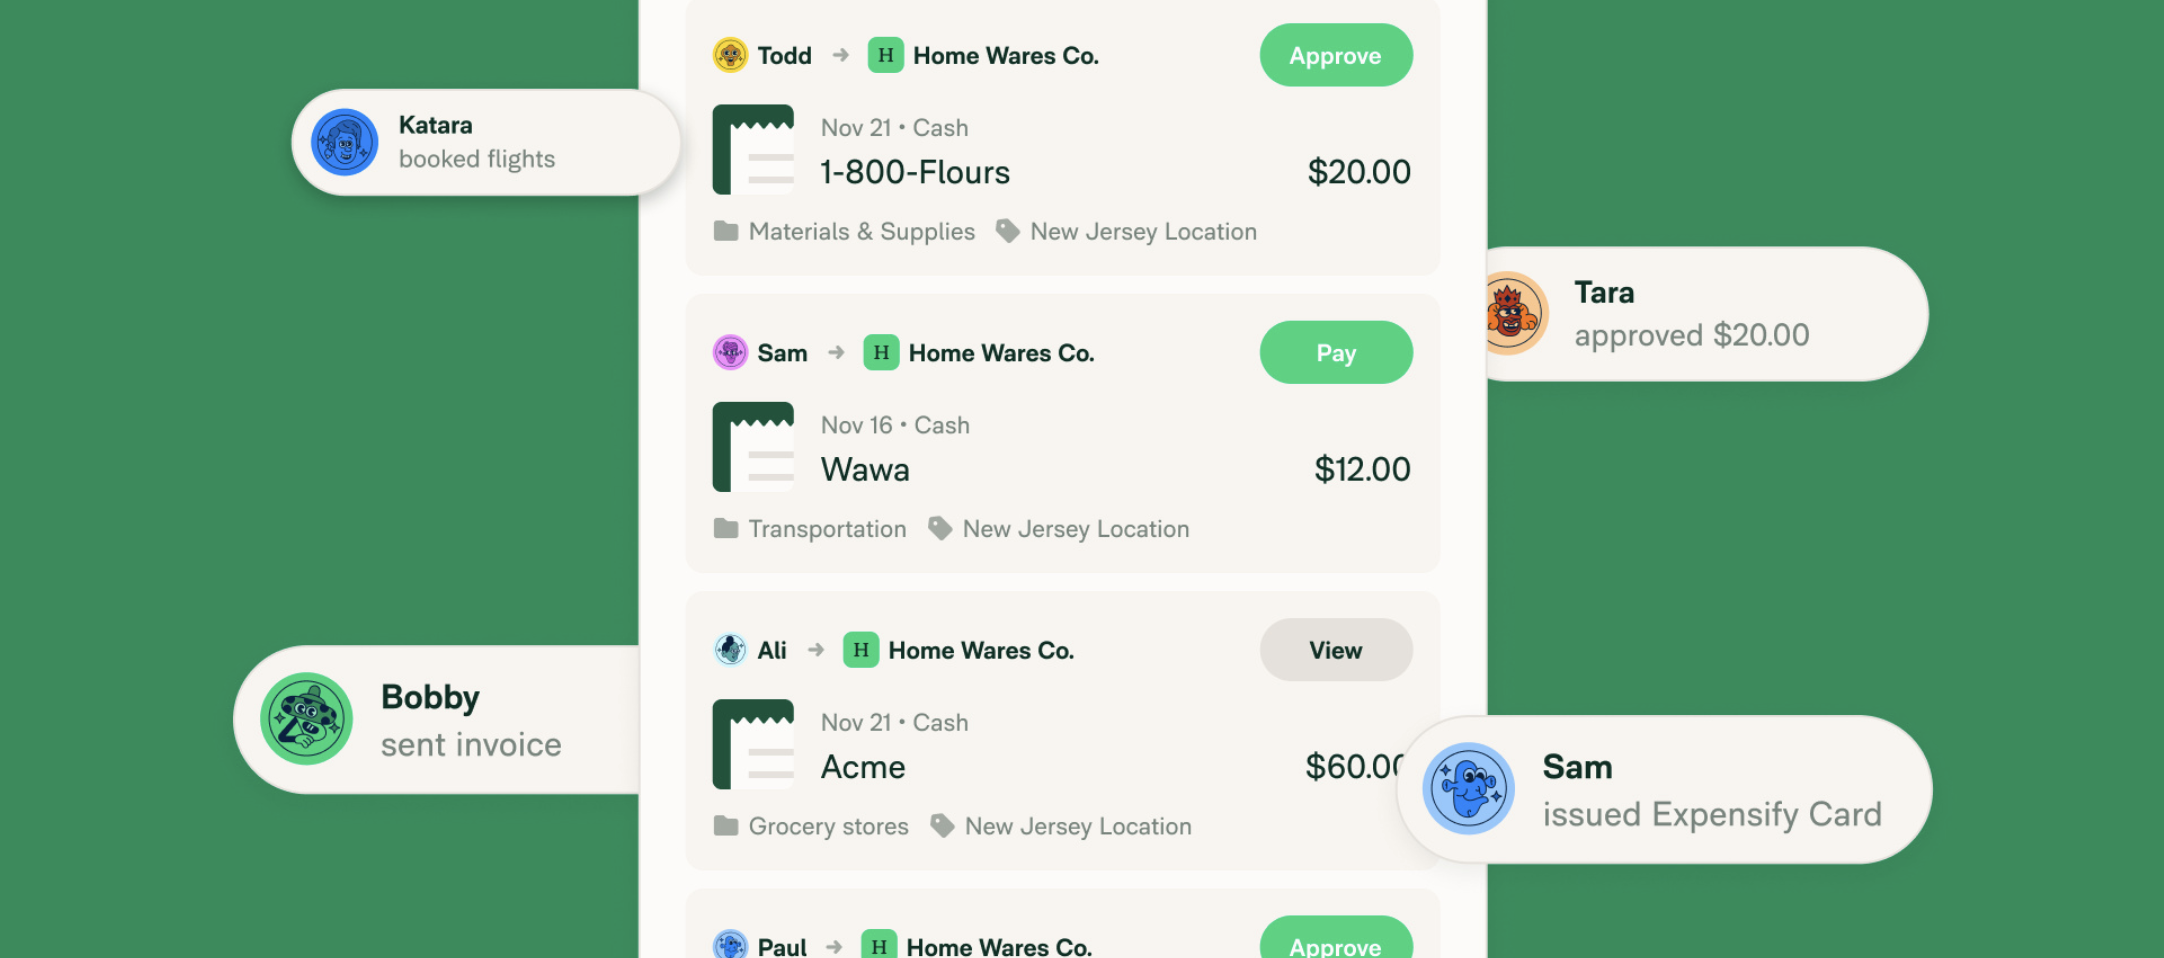 Todd → H Home Wares Co. Approve
Nov 21 • Cash
1-800-Flours $20.00
Materials & Supplies New Jersey Location
Katara
booked flights
Sam → H Home Wares Co. Pay
Nov 16 • Cash
Wawa $12.00
Transportation New Jersey Location
Tara
approved $20.00
Ali → H Home Wares Co. View
Nov 21 • Cash
Acme $60.00
Grocery stores New Jersey Location
Bobby
sent invoice
Sam
issued Expensify Card
Paul → H Home Wares Co. Approve